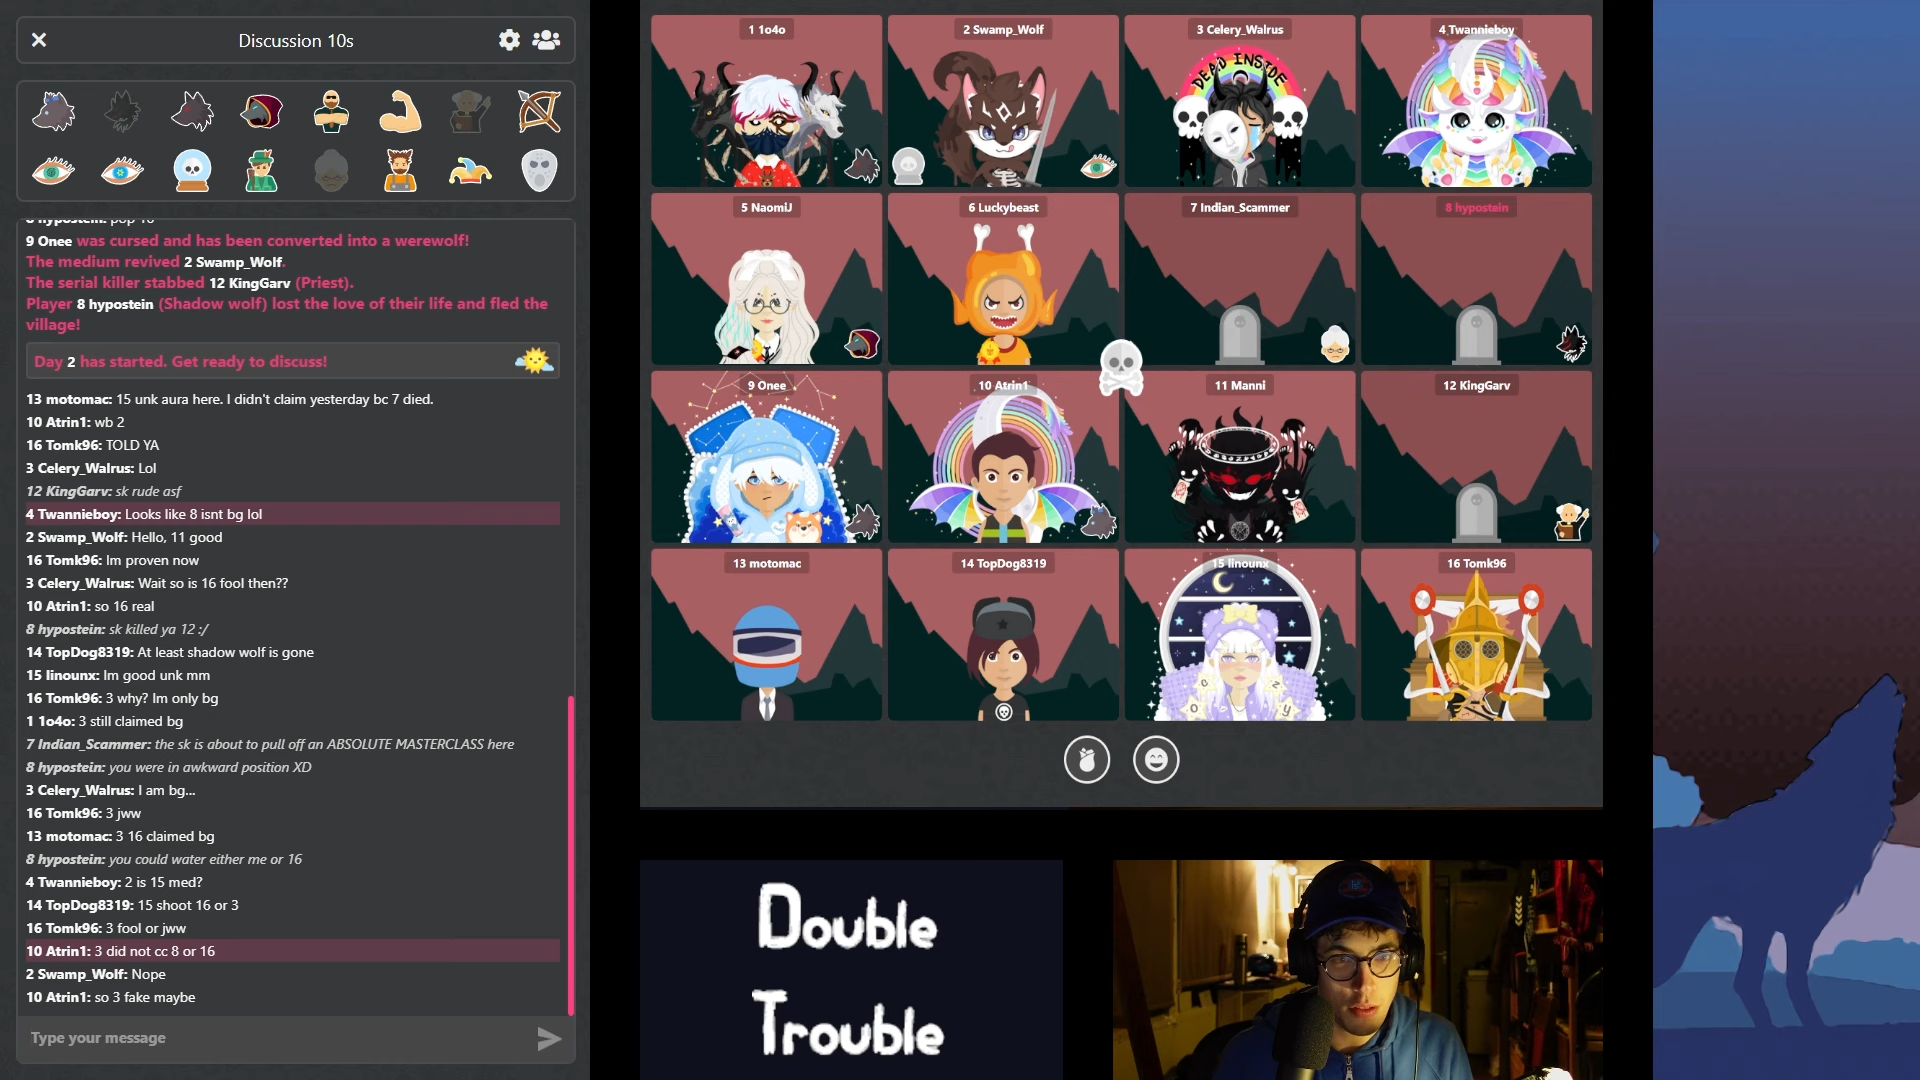 Discussion 10s
8 hypostein: pop 16
9 Onee was cursed and has been converted into a werewolf!
The medium revived 2 Swamp_Wolf.
The serial killer stabbed 12 KingGarv (Priest).
Player 8 hypostein (Shadow wolf) lost the love of their life and fled the
village!
Day 2 has started. Get ready to discuss!
13 motomac: 15 unk aura here. I didn't claim yesterday bc 7 died.
10 Atrin1: wb 2
16 Tomk96: TOLD YA
3 Celery_Walrus: Lol
12 KingGarv: sk rude asf
4 Twannieboy: Looks like 8 isnt bg lol
2 Swamp_Wolf: Hello, 11 good
16 Tomk96: Im proven now
3 Celery_Walrus: Wait so is 16 fool then??
10 Atrin1: so 16 real
8 hypostein: sk killed ya 12 :/
14 TopDog8319: At least shadow wolf is gone
15 linounx: Im good unk mm
16 Tomk96: 3 why? Im only bg
1 1o4o: 3 still claimed bg
7 Indian_Scammer: the sk is about to pull off an ABSOLUTE MASTERCLASS here
8 hypostein: you were in awkward position XD
3 Celery_Walrus: I am bg...
16 Tomk96: 3 jww
13 motomac: 3 16 claimed bg
8 hypostein: you could water either me or 16
4 Twannieboy: 2 is 15 med?
14 TopDog8319: 15 shoot 16 or 3
16 Tomk96: 3 fool or jww
10 Atrin1: 3 did not cc 8 or 16
2 Swamp_Wolf: Nope
10 Atrin1: so 3 fake maybe
Type your message
1 1o4o
2 Swamp_Wolf
3 Celery_Walrus
4 Twannieboy
DEAD INSIDE
5 NaomiJ
6 Luckybeast
7 Indian_Scammer
8 hypostein
9 Onee
10 Atrin1
11 Manni
12 KingGarv
13 motomac
14 TopDog8319
15 linounx
16 Tomk96
Double
Trouble